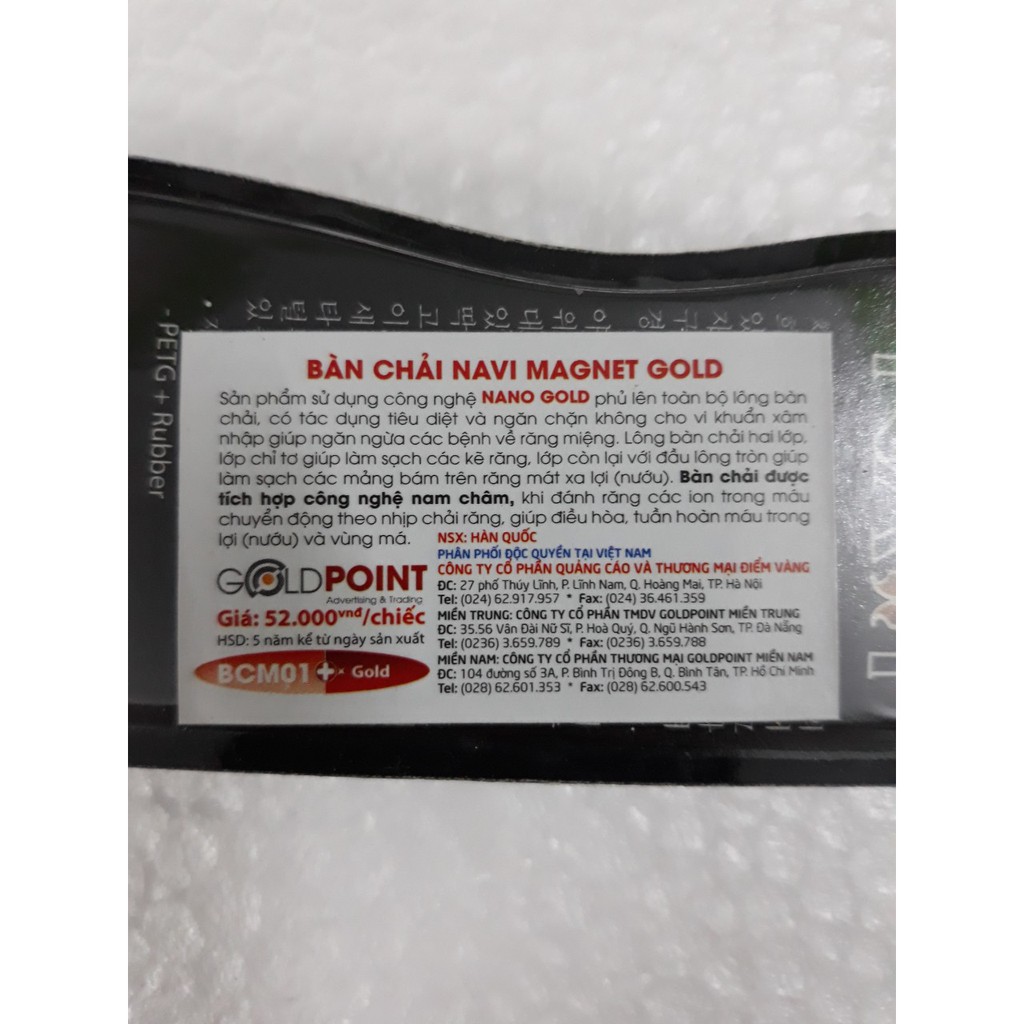 BÀN CHẢI NAVI MAGNET GOLD
Sản phẩm sử dụng công nghệ NANO GOLD phủ lên toàn bộ lông bàn
chải, có tác dụng tiêu diệt và ngăn chặn không cho vi khuẩn xâm
nhập giúp ngăn ngừa các bệnh về răng miệng. Lông bàn chải hai lớp,
lớp chỉ tơ giúp làm sạch các kẽ răng, lớp còn lại với đầu lông tròn giúp
làm sạch các mảng bám trên răng mát xa lợi (nướu). Bàn chải được
tích hợp công nghệ nam châm, khi đánh răng các ion trong máu
chuyển động theo nhịp chải răng, giúp điều hòa, tuần hoàn máu trong
lợi (nướu) và vùng má.
NSX: HÀN QUỐC
PHÂN PHỐI ĐỘC QUYỀN TẠI VIỆT NAM
CÔNG TY CỔ PHẦN QUẢNG CÁO VÀ THƯƠNG MẠI ĐIỂM VÀNG
ĐC: 27 phố Thúy Lĩnh, P. Lĩnh Nam, Q. Hoàng Mai, TP. Hà Nội
Tel: (024) 62.917.957 * Fax: (024) 36.461.359
MIỀN TRUNG: CÔNG TY CỔ PHẦN TMDV GOLDPOINT MIỀN TRUNG
ĐC: 35.56 Vân Đài Nữ Sĩ, P. Hoà Quý, Q. Ngũ Hành Sơn, TP. Đà Nẵng
Tel: (0236) 3.659.789 * Fax: (0236) 3.659.788
MIỀN NAM: CÔNG TY CỔ PHẦN THƯƠNG MẠI GOLDPOINT MIỀN NAM
ĐC: 104 đường số 3A, P. Bình Trị Đông B, Q. Bình Tân, TP. Hồ Chí Minh
Tel: (028) 62.601.353 * Fax: (028) 62.600.543
GOLDPOINT
Advertising & Trading
Giá: 52.000vnđ/chiếc
HSD: 5 năm kể từ ngày sản xuất
BCM01 + × Gold
- PETG + Rubber